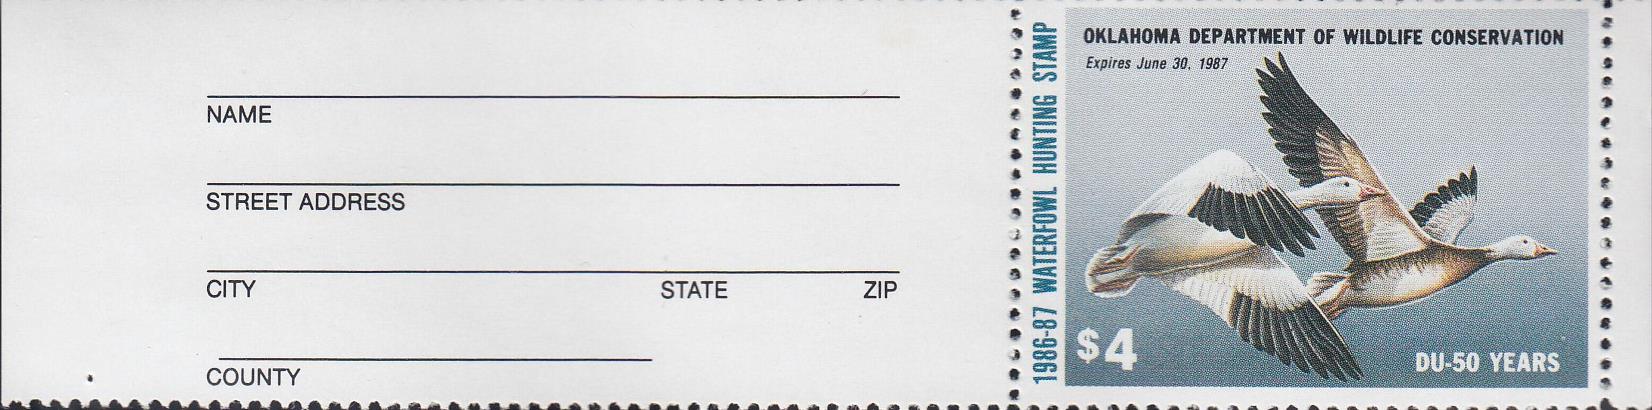 NAME
STREET ADDRESS
CITY STATE ZIP
COUNTY
1986-87 WATERFOWL HUNTING STAMP
OKLAHOMA DEPARTMENT OF WILDLIFE CONSERVATION
Expires June 30, 1987
$4
DU-50 YEARS